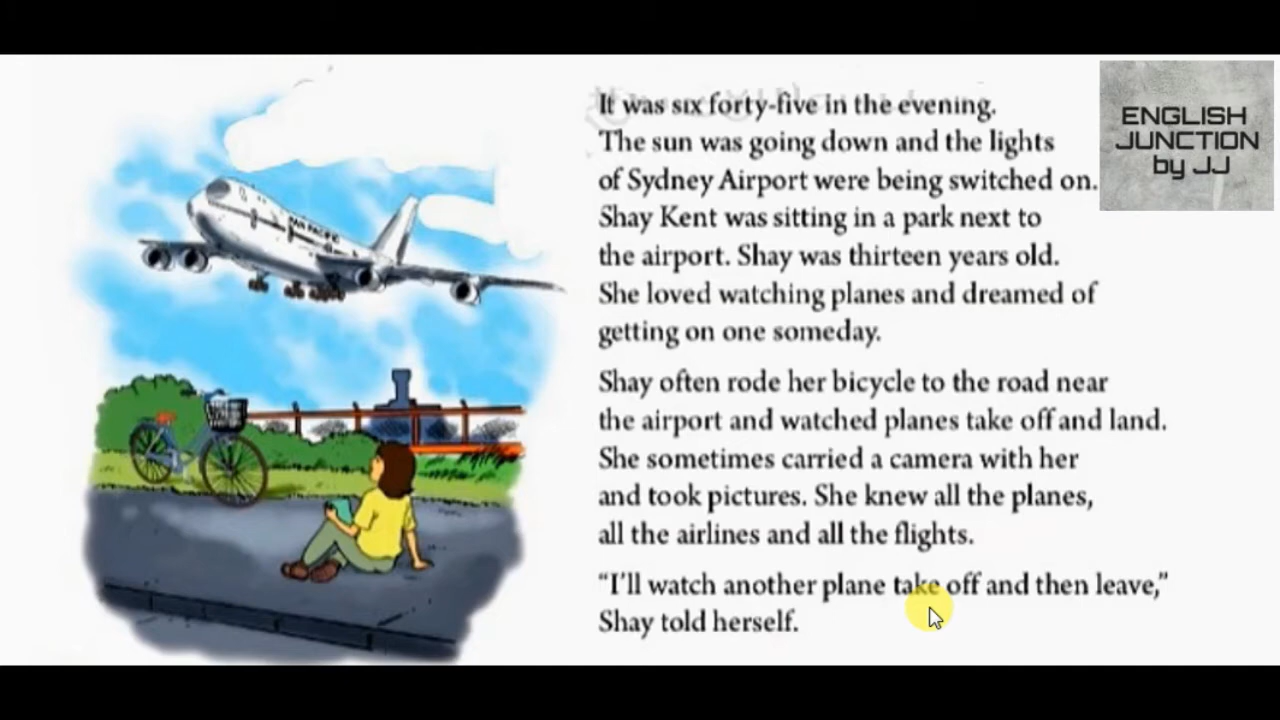 It was six forty-five in the evening.
The sun was going down and the lights
of Sydney Airport were being switched on.
Shay Kent was sitting in a park next to
the airport. Shay was thirteen years old.
She loved watching planes and dreamed of
getting on one someday.
Shay often rode her bicycle to the road near
the airport and watched planes take off and land.
She sometimes carried a camera with her
and took pictures. She knew all the planes,
all the airlines and all the flights.
“I’ll watch another plane take off and then leave,”
Shay told herself.
ENGLISH
JUNCTION
by JJ
PAN PACIFIC